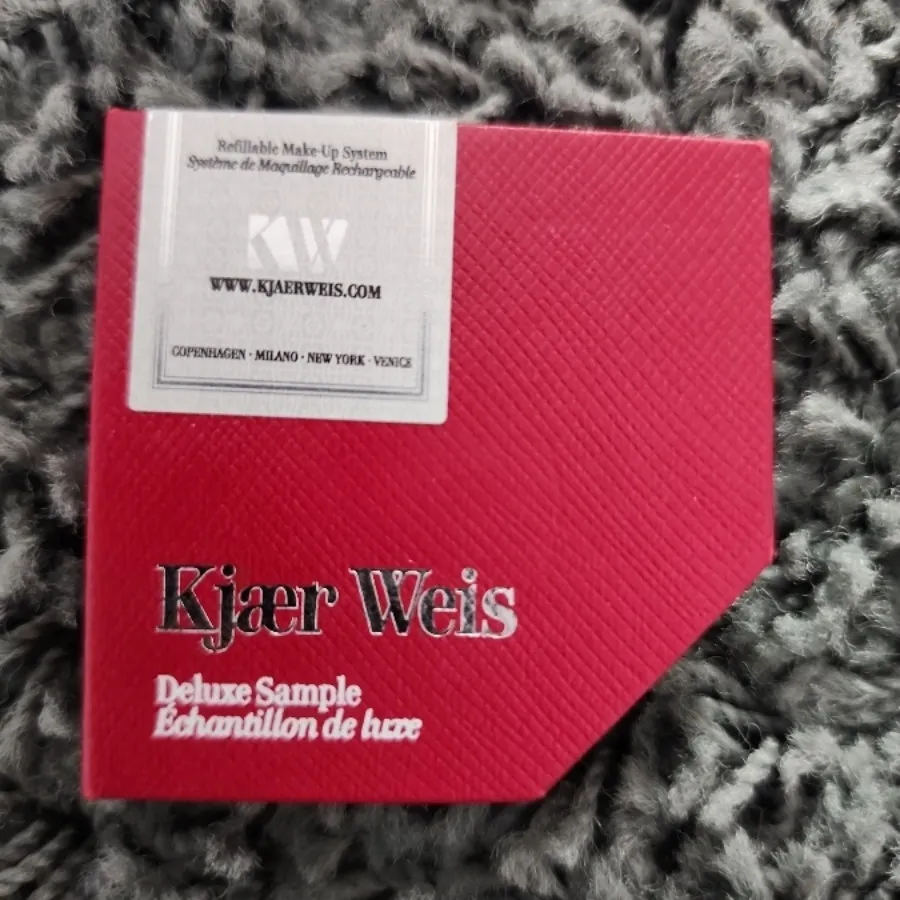 Refillable Make-Up System
Système de Maquillage Rechargeable
KW
WWW.KJAERWEIS.COM
COPENHAGEN · MILANO · NEW YORK · VENICE
Kjær Weis
Deluxe Sample
Échantillon de luxe